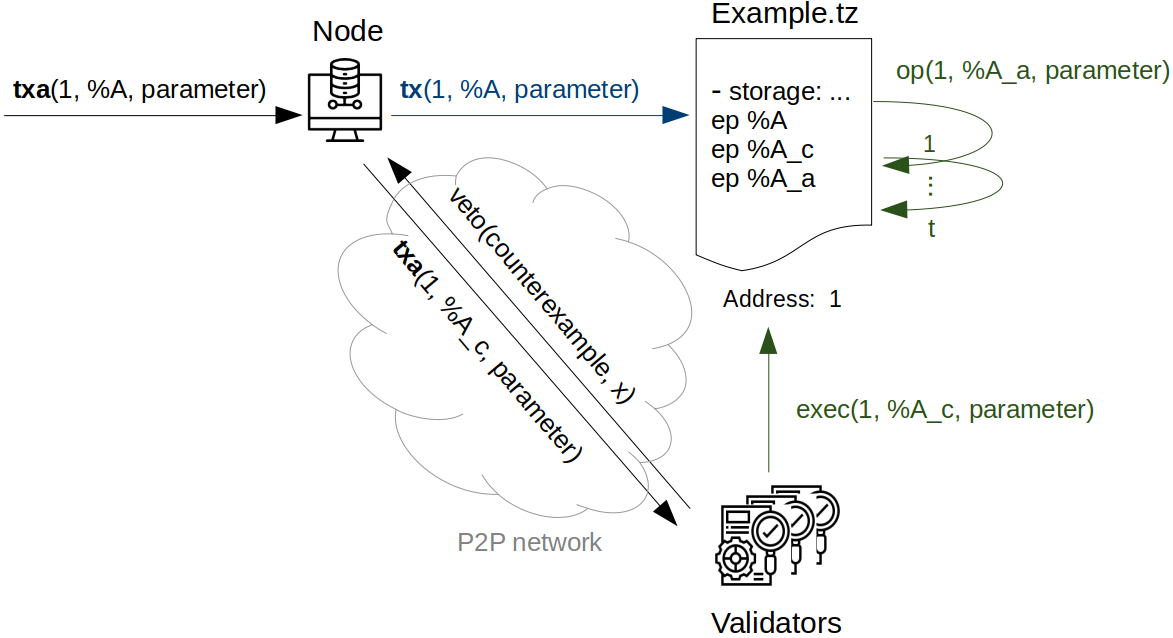 Example.tz
Node
txa(1, %A, parameter)
tx(1, %A, parameter)
op(1, %A_a, parameter)
- storage: ...
ep %A
ep %A_c
ep %A_a
1
⋮
t
veto(counterexample, x)
txa(1, %A_c, parameter)
Address: 1
exec(1, %A_c, parameter)
P2P network
Validators